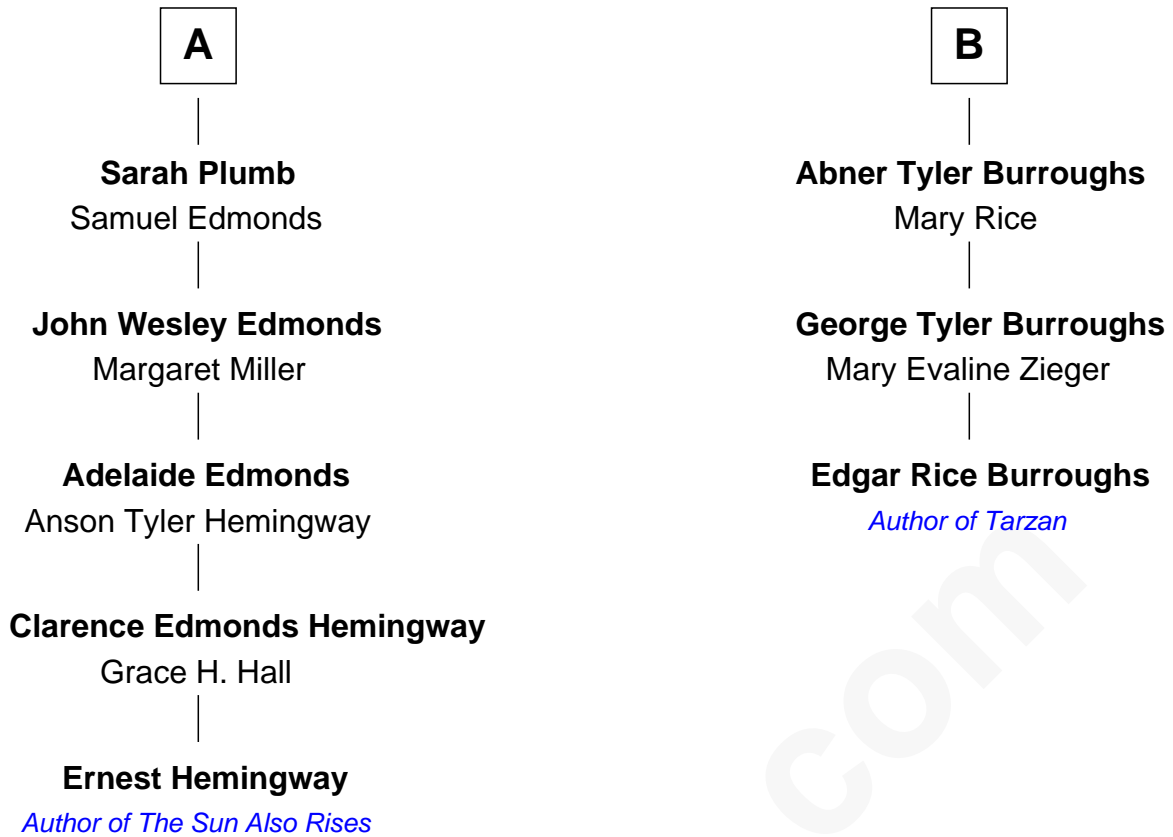 A
Sarah Plumb
Samuel Edmonds
John Wesley Edmonds
Margaret Miller
Adelaide Edmonds
Anson Tyler Hemingway
Clarence Edmonds Hemingway
Grace H. Hall
Ernest Hemingway
Author of The Sun Also Rises
B
Abner Tyler Burroughs
Mary Rice
George Tyler Burroughs
Mary Evaline Zieger
Edgar Rice Burroughs
Author of Tarzan
com